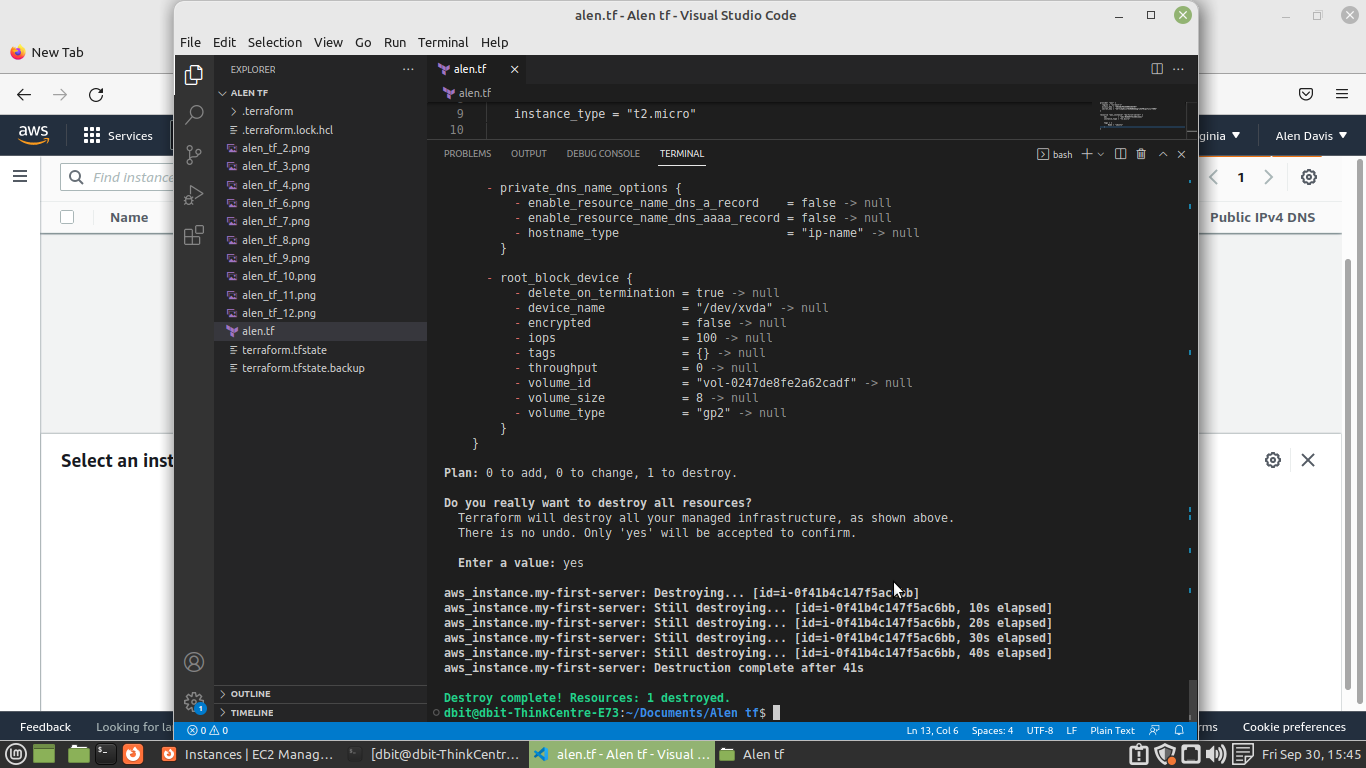 alen.tf - Alen tf - Visual Studio Code
New Tab
File Edit Selection View Go Run Terminal Help
EXPLORER
alen.tf
ALEN TF
alen.tf
.terraform
.terraform.lock.hcl
alen_tf_2.png
alen_tf_3.png
alen_tf_4.png
alen_tf_6.png
alen_tf_7.png
alen_tf_8.png
alen_tf_9.png
alen_tf_10.png
alen_tf_11.png
alen_tf_12.png
alen.tf
terraform.tfstate
terraform.tfstate.backup
OUTLINE
TIMELINE
9 instance_type = "t2.micro"
10
PROBLEMS OUTPUT DEBUG CONSOLE TERMINAL
bash
- private_dns_name_options {
- enable_resource_name_dns_a_record = false -> null
- enable_resource_name_dns_aaaa_record = false -> null
- hostname_type = "ip-name" -> null
}
- root_block_device {
- delete_on_termination = true -> null
- device_name = "/dev/xvda" -> null
- encrypted = false -> null
- iops = 100 -> null
- tags = {} -> null
- throughput = 0 -> null
- volume_id = "vol-0247de8fe2a62cadf" -> null
- volume_size = 8 -> null
- volume_type = "gp2" -> null
}
}
Plan: 0 to add, 0 to change, 1 to destroy.
Do you really want to destroy all resources?
Terraform will destroy all your managed infrastructure, as shown above.
There is no undo. Only 'yes' will be accepted to confirm.
Enter a value: yes
aws_instance.my-first-server: Destroying... [id=i-0f41b4c147f5ac6bb]
aws_instance.my-first-server: Still destroying... [id=i-0f41b4c147f5ac6bb, 10s elapsed]
aws_instance.my-first-server: Still destroying... [id=i-0f41b4c147f5ac6bb, 20s elapsed]
aws_instance.my-first-server: Still destroying... [id=i-0f41b4c147f5ac6bb, 30s elapsed]
aws_instance.my-first-server: Still destroying... [id=i-0f41b4c147f5ac6bb, 40s elapsed]
aws_instance.my-first-server: Destruction complete after 41s
Destroy complete! Resources: 1 destroyed.
dbit@dbit-ThinkCentre-E73:~/Documents/Alen tf$
1
0 0
Ln 13, Col 6 Spaces: 4 UTF-8 LF Plain Text
aws Services
ginia Alen Davis
Find instance
1
Name
Public IPv4 DNS
Select an inst
Feedback Looking for la
rms Cookie preferences
Instances | EC2 Manag...
[dbit@dbit-ThinkCentr...
alen.tf - Alen tf - Visual ...
Alen tf
Fri Sep 30, 15:45